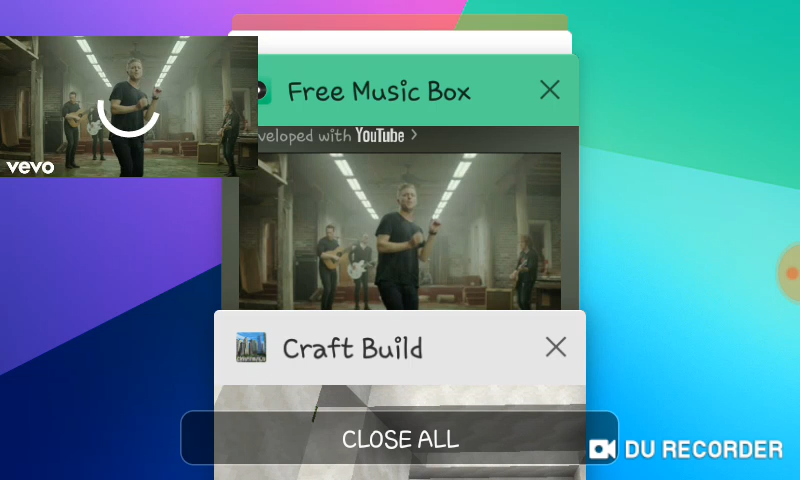 Free Music Box
veloped with YouTube >
vevo
Craft Build
CLOSE ALL
DU RECORDER